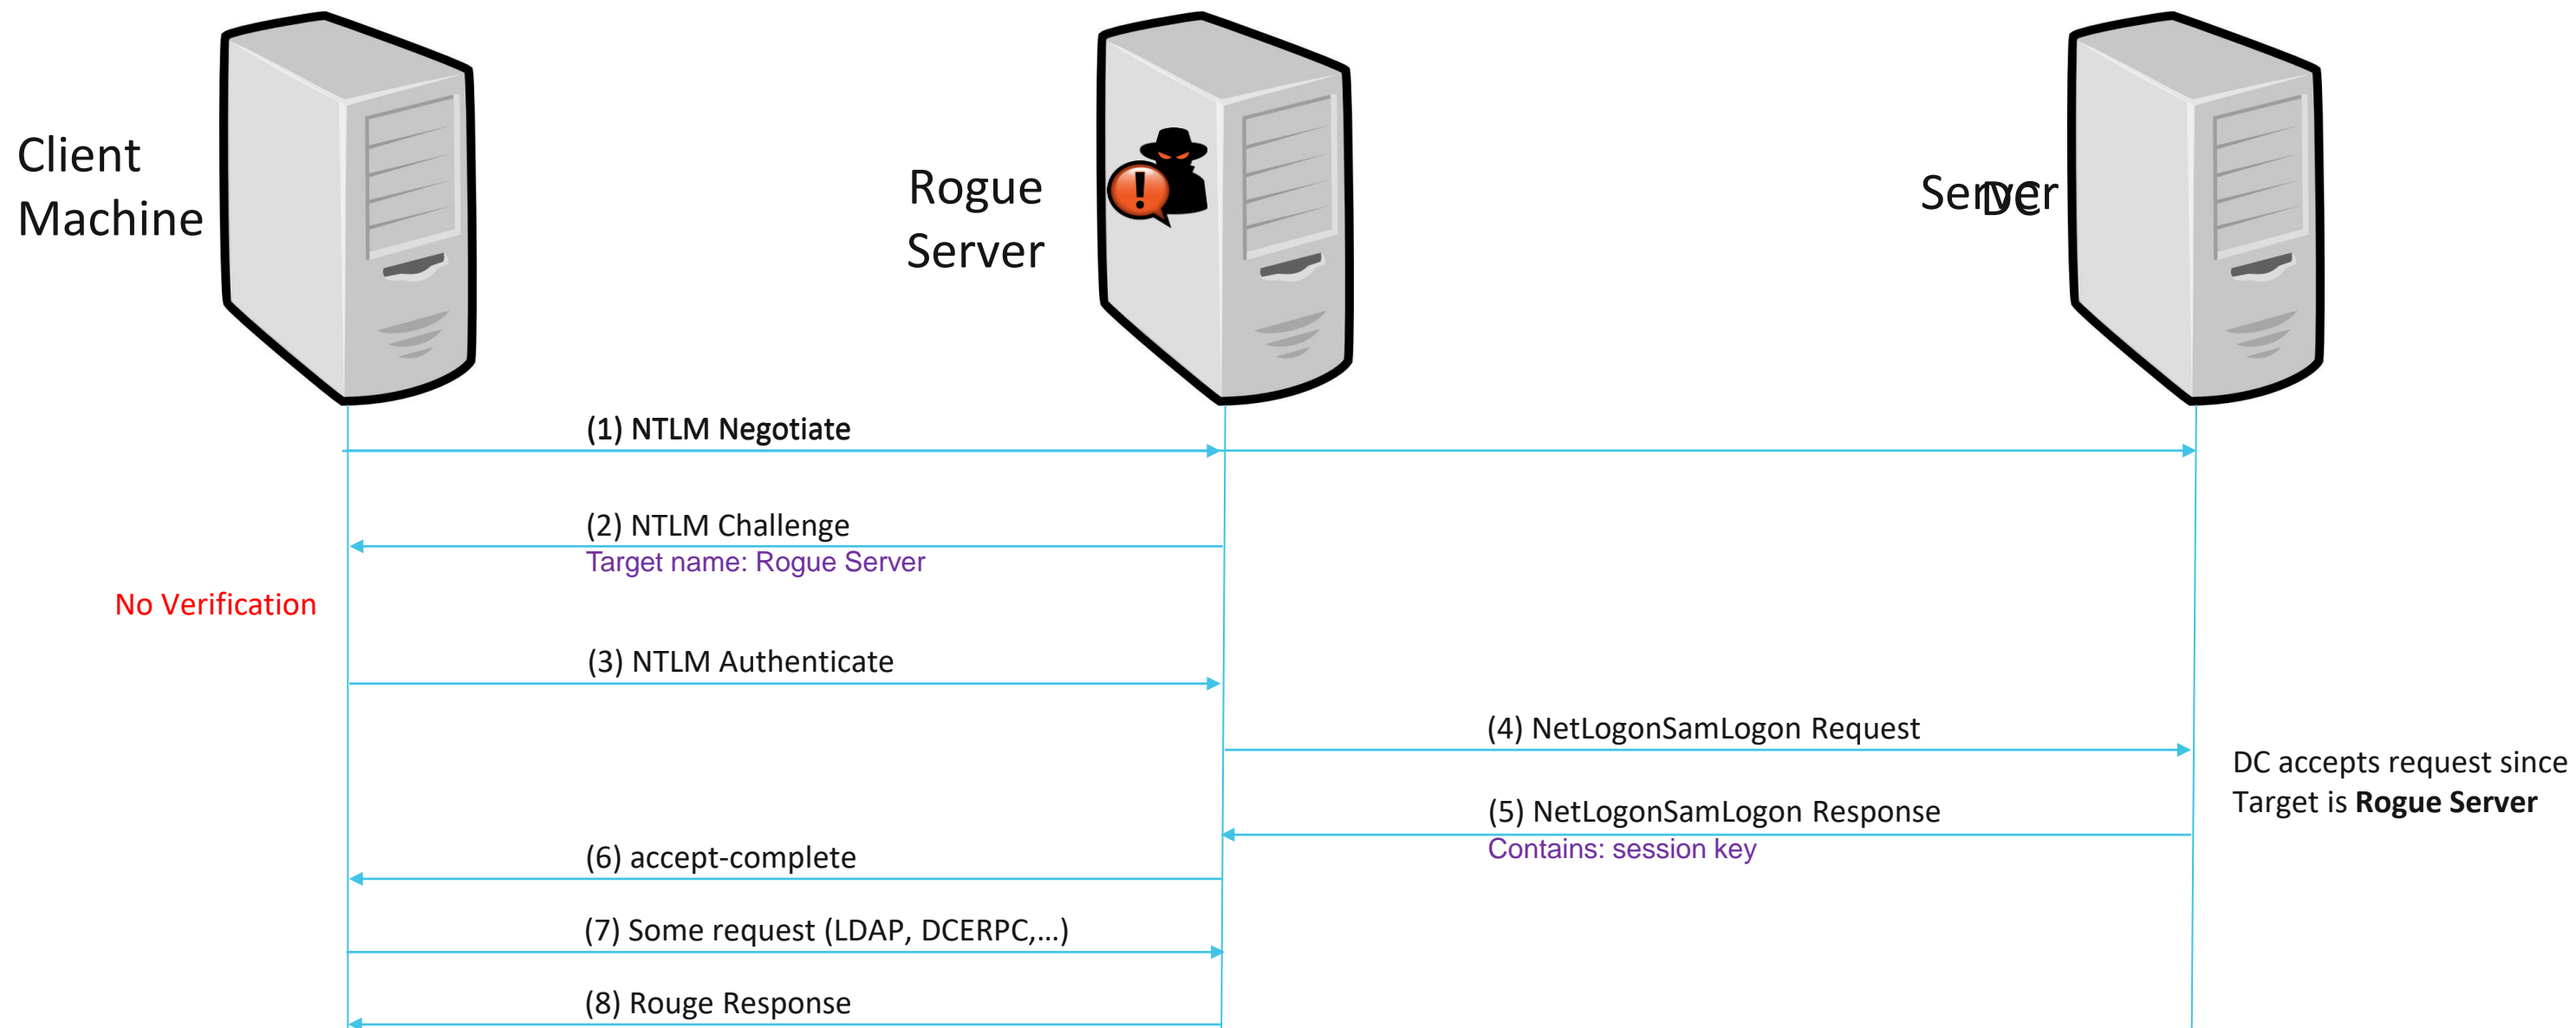 Client
Machine
Rogue
Server
Server
DC
(1) NTLM Negotiate
(2) NTLM Challenge
Target name: Rogue Server
No Verification
(3) NTLM Authenticate
(4) NetLogonSamLogon Request
DC accepts request since
Target is Rogue Server
(5) NetLogonSamLogon Response
Contains: session key
(6) accept-complete
(7) Some request (LDAP, DCERPC,...)
(8) Rouge Response
!